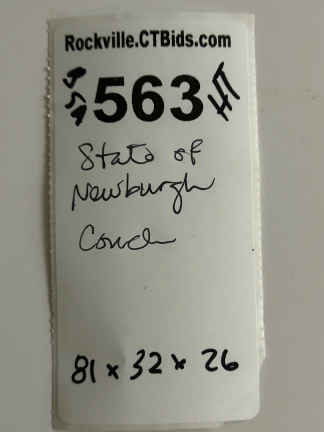 Rockville.CTBids.com
563 HT
State of
Newburgh
Couch
81 x 32 x 26